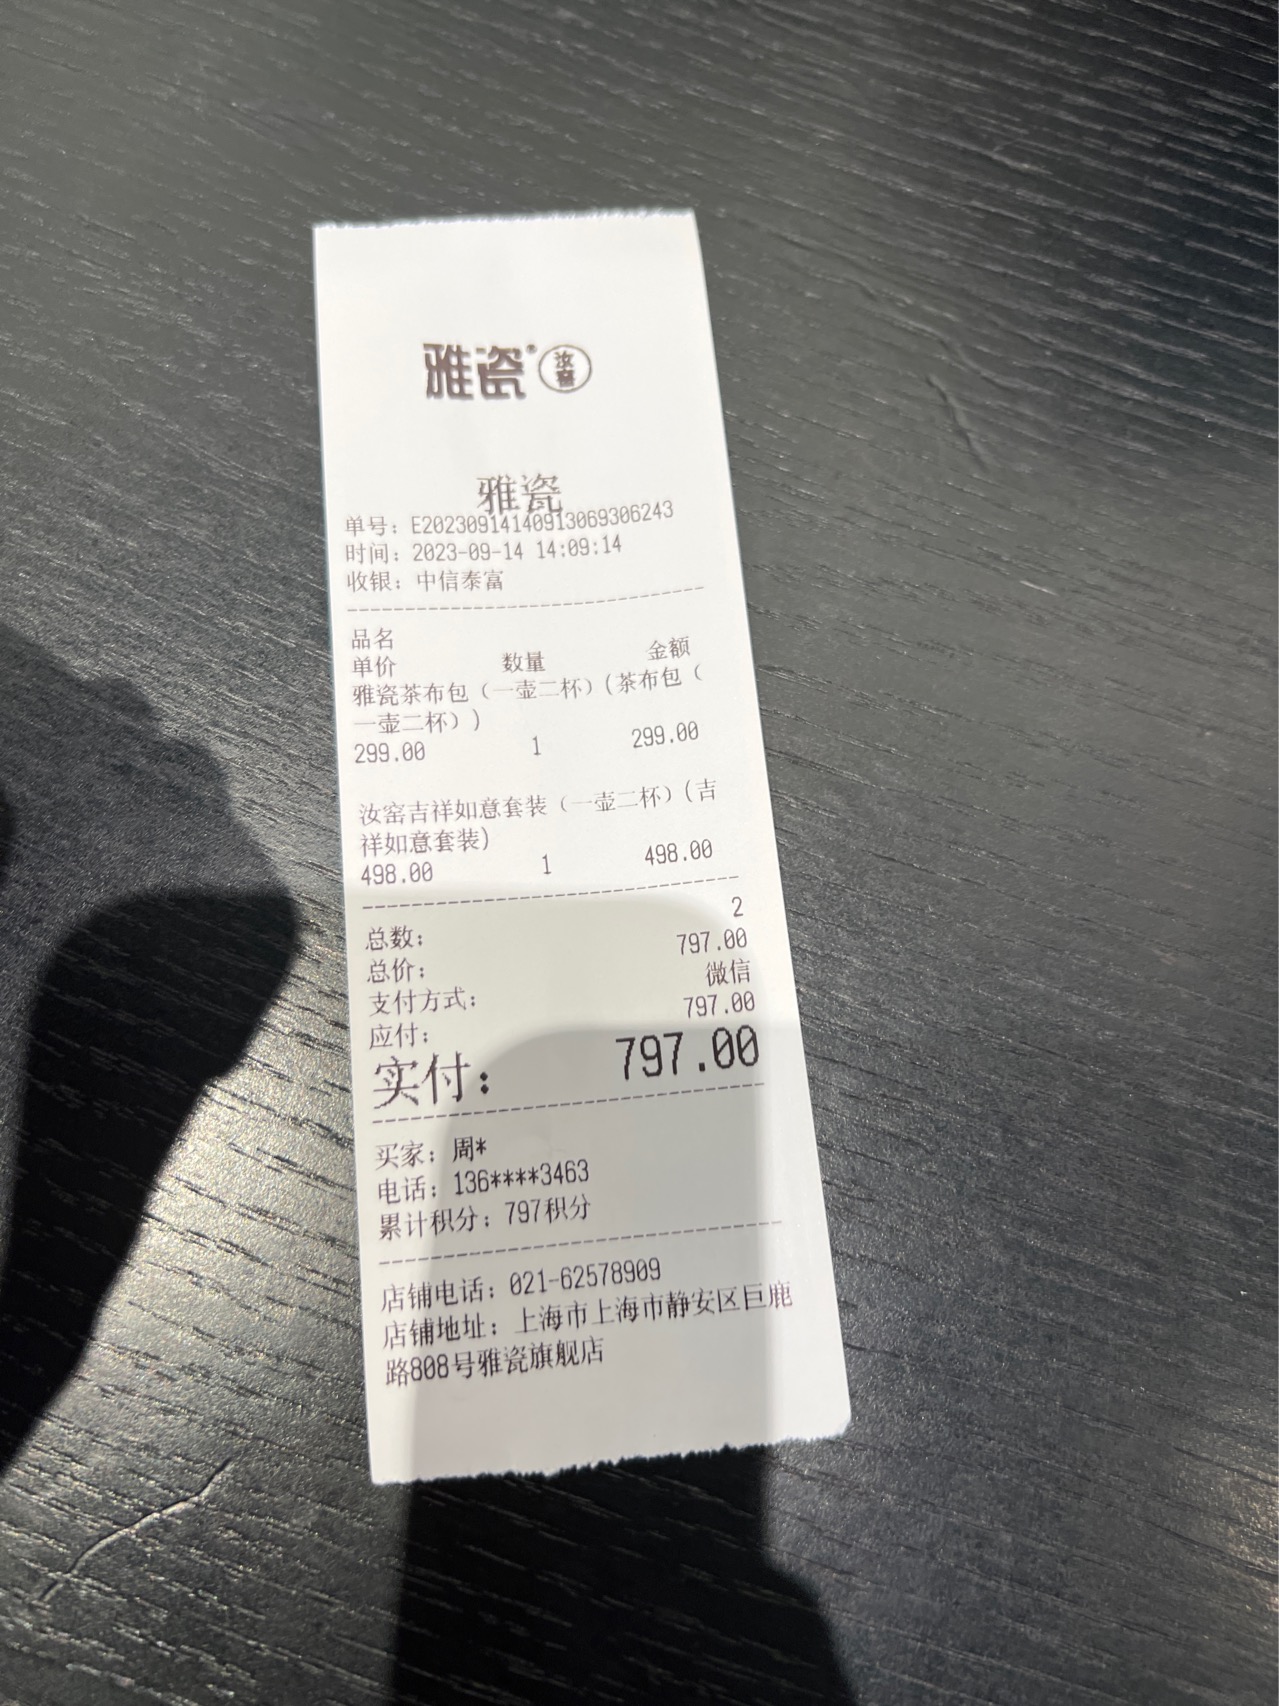 雅瓷 汝窑
雅瓷
单号：E20230914140913069306243
时间：2023-09-14 14:09:14
收银：中信泰富
品名
单价 数量 金额
雅瓷茶布包（一壶二杯）(茶布包（
一壶二杯））
299.00 1 299.00
汝窑吉祥如意套装（一壶二杯）(吉
祥如意套装)
498.00 1 498.00
总数： 2
总价： 797.00
支付方式： 微信
应付： 797.00
实付： 797.00
买家：周*
电话：136****3463
累计积分：797积分
店铺电话：021-62578909
店铺地址：上海市上海市静安区巨鹿
路808号雅瓷旗舰店